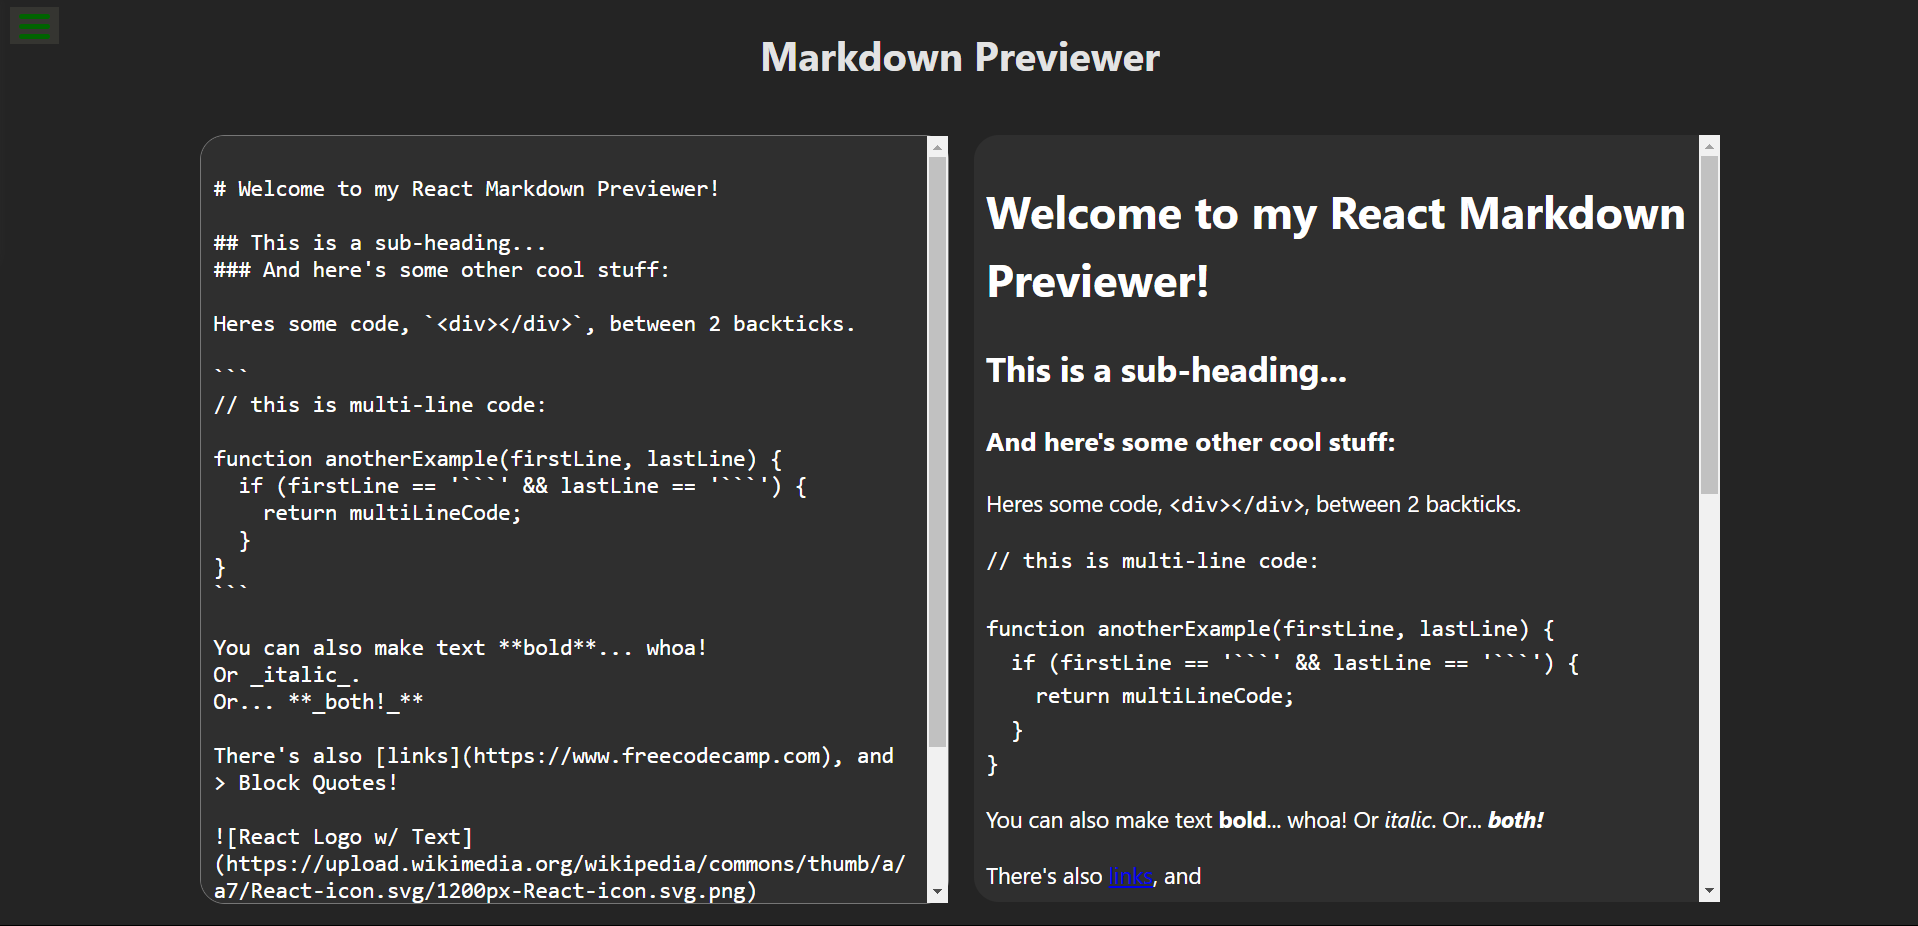 Markdown Previewer
# Welcome to my React Markdown Previewer!
## This is a sub-heading...
### And here's some other cool stuff:
Heres some code, `<div></div>`, between 2 backticks.
```
// this is multi-line code:
function anotherExample(firstLine, lastLine) {
  if (firstLine == '```' && lastLine == '```') {
    return multiLineCode;
  }
}
```
You can also make text **bold**... whoa!
Or _italic_.
Or... **_both!_**
There's also [links](https://www.freecodecamp.com), and
> Block Quotes!
![React Logo w/ Text]
(https://upload.wikimedia.org/wikipedia/commons/thumb/a/
a7/React-icon.svg/1200px-React-icon.svg.png)
Welcome to my React Markdown
Previewer!
This is a sub-heading...
And here's some other cool stuff:
Heres some code, <div></div>, between 2 backticks.
// this is multi-line code:
function anotherExample(firstLine, lastLine) {
  if (firstLine == '```' && lastLine == '```') {
    return multiLineCode;
  }
}
You can also make text bold... whoa! Or italic. Or... both!
There's also links, and